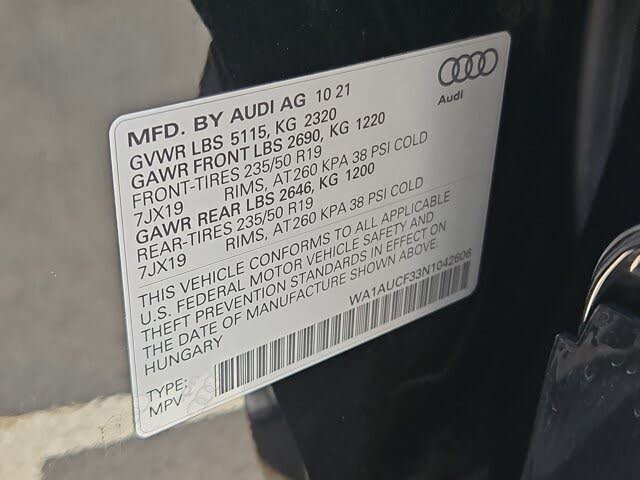 Audi
MFD. BY AUDI AG 10 21
GVWR LBS 5115, KG 2320
GAWR FRONT LBS 2690, KG 1220
FRONT-TIRES 235/50 R19
7JX19 RIMS, AT260 KPA 38 PSI COLD
GAWR REAR LBS 2646, KG 1200
REAR-TIRES 235/50 R19
7JX19 RIMS, AT260 KPA 38 PSI COLD
THIS VEHICLE CONFORMS TO ALL APPLICABLE
U.S. FEDERAL MOTOR VEHICLE SAFETY AND
THEFT PREVENTION STANDARDS IN EFFECT ON
THE DATE OF MANUFACTURE SHOWN ABOVE.
HUNGARY
WA1AUCF33N1042606
TYPE:
MPV